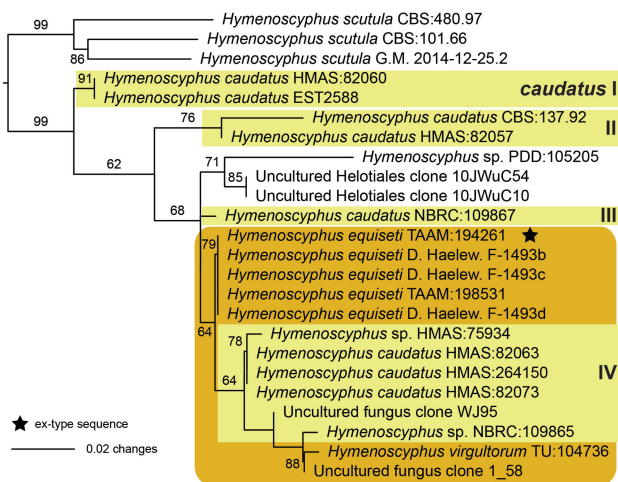 99
Hymenoscyphus scutula CBS:480.97
Hymenoscyphus scutula CBS:101.66
86
Hymenoscyphus scutula G.M. 2014-12-25.2
91
Hymenoscyphus caudatus HMAS:82060
caudatus I
Hymenoscyphus caudatus EST2588
99
76
Hymenoscyphus caudatus CBS:137.92
II
Hymenoscyphus caudatus HMAS:82057
62
71
Hymenoscyphus sp. PDD:105205
85
Uncultured Helotiales clone 10JWuC54
Uncultured Helotiales clone 10JWuC10
68
Hymenoscyphus caudatus NBRC:109867
III
79
Hymenoscyphus equiseti TAAM:194261
Hymenoscyphus equiseti D. Haelew. F-1493b
Hymenoscyphus equiseti D. Haelew. F-1493c
Hymenoscyphus equiseti TAAM:198531
Hymenoscyphus equiseti D. Haelew. F-1493d
64
78
Hymenoscyphus sp. HMAS:75934
Hymenoscyphus caudatus HMAS:82063
64
Hymenoscyphus caudatus HMAS:264150
IV
Hymenoscyphus caudatus HMAS:82073
Uncultured fungus clone WJ95
Hymenoscyphus sp. NBRC:109865
Hymenoscyphus virgultorum TU:104736
88
Uncultured fungus clone 1_58
ex-type sequence
0.02 changes